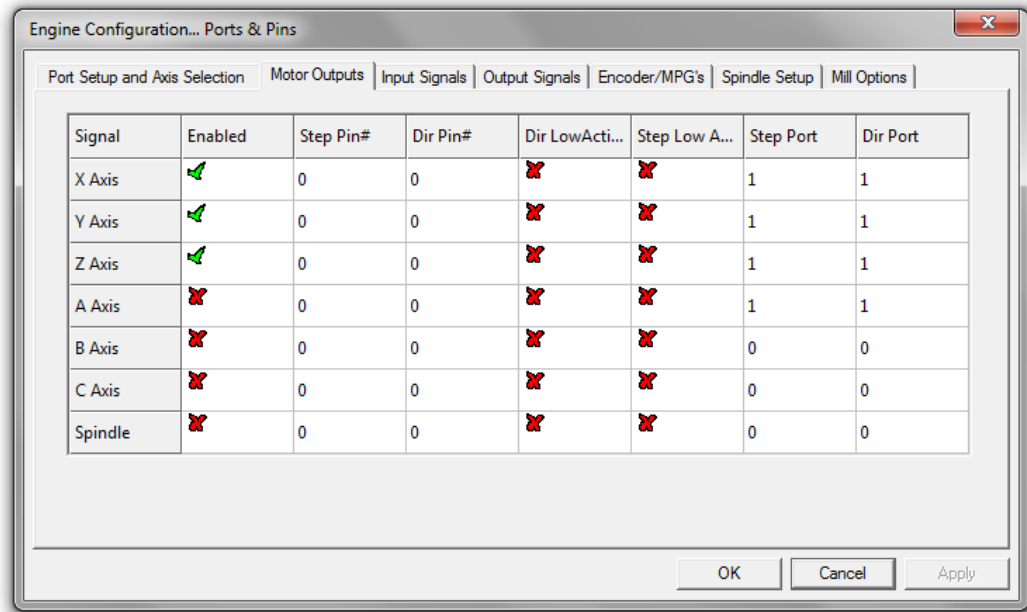 Engine Configuration... Ports & Pins
Port Setup and Axis Selection Motor Outputs Input Signals Output Signals Encoder/MPG's Spindle Setup Mill Options
Signal Enabled Step Pin# Dir Pin# Dir LowActi... Step Low A... Step Port Dir Port
X Axis 0 0 1 1
Y Axis 0 0 1 1
Z Axis 0 0 1 1
A Axis 0 0 1 1
B Axis 0 0 0 0
C Axis 0 0 0 0
Spindle 0 0 0 0
OK Cancel Apply